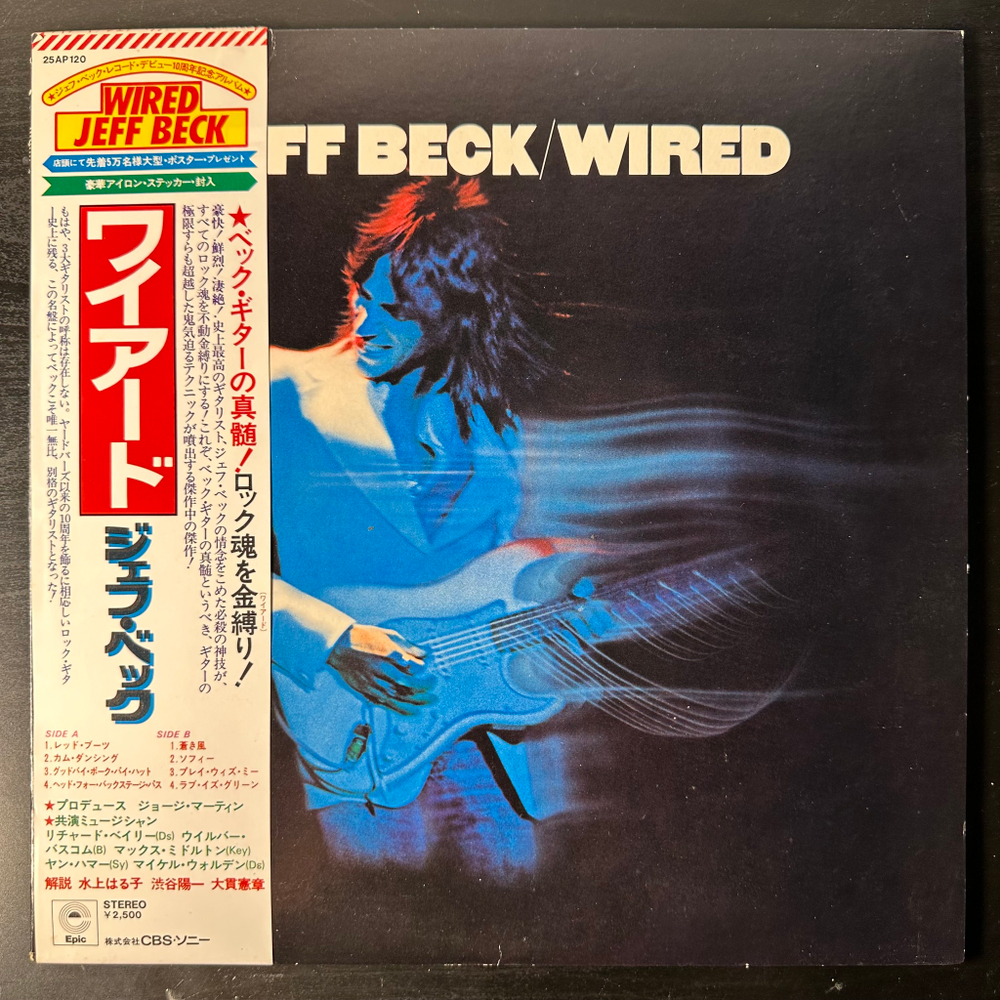 25AP120
★ジェフ・ベック・レコード・デビュー10周年記念アルバム★
WIRED
JEFF BECK
店頭にて先着5万名様大型・ポスター・プレゼント
豪華アイロン・ステッカー・封入
FF BECK/WIRED
★ベック・ギターの真髄!ロック魂を金縛り!
(ワイアード)
豪快!鮮烈!凄絶!史上最高のギタリスト、ジェフ・ベックの情念をこめた必殺の神技が、
すべてのロック魂を不動金縛りにする!これぞ、ベック・ギターの真髄というべき、ギターの
極限すらも超越した鬼気迫るテクニックが噴出する傑作中の傑作!
ワイアード
ジェフ・ベック
もはや、3大ギタリストの呼称は存在しない。ヤードバーズ以来の10周年を飾るに相応しいロック・ギタ
ー史上に残る、この名盤によってベックこそ唯一無比、別格のギタリストとなった!
SIDE A
1.レッド・ブーツ
2.カム・ダンシング
3.グッドバイ・ポーク・パイ・ハット
4.ヘッド・フォー・バックステージ・パス
SIDE B
1.蒼き風
2.ソフィー
3.プレイ・ウィズ・ミー
4.ラブ・イズ・グリーン
★プロデュース ジョージ・マーティン
★共演ミュージシャン
リチャード・ベイリー(Ds) ウイルバー・
バスコム(B) マックス・ミドルトン(Key)
ヤン・ハマー(Sy) マイケル・ウォルデン(Ds)
解説 水上はる子 渋谷陽一 大貫憲章
STEREO
¥2,500
Epic
株式会社CBS・ソニー